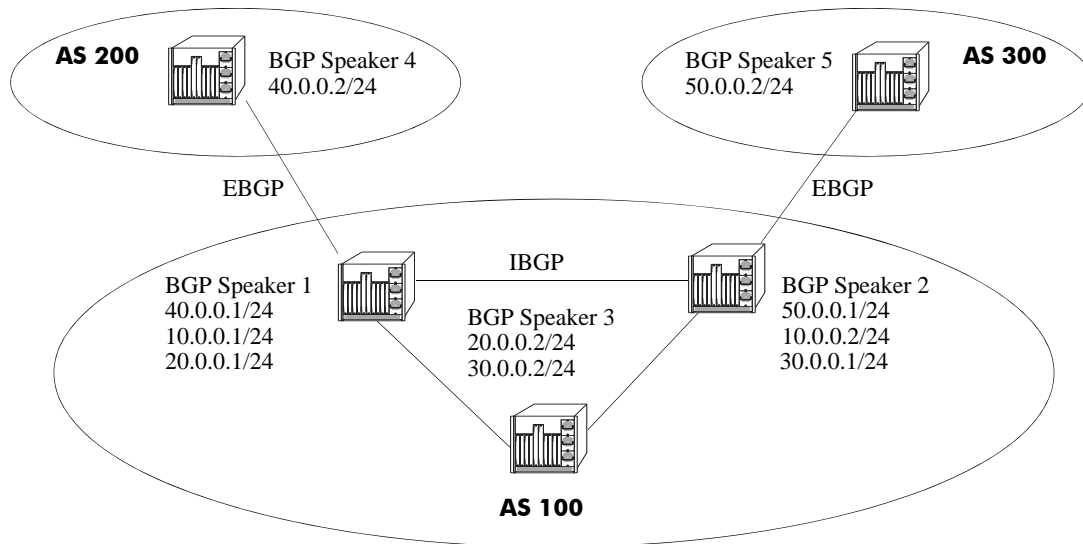 AS 200
BGP Speaker 4
40.0.0.2/24
BGP Speaker 5
50.0.0.2/24
AS 300
EBGP
EBGP
IBGP
BGP Speaker 1
40.0.0.1/24
10.0.0.1/24
20.0.0.1/24
BGP Speaker 3
20.0.0.2/24
30.0.0.2/24
BGP Speaker 2
50.0.0.1/24
10.0.0.2/24
30.0.0.1/24
AS 100